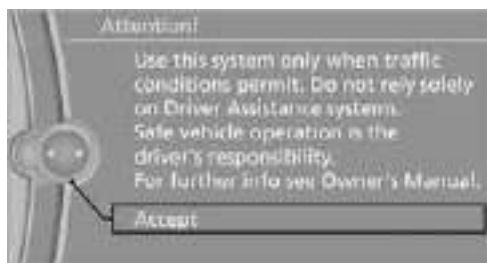 Attention!
Use this system only when traffic
conditions permit. Do not rely solely
on Driver Assistance systems.
Safe vehicle operation is the
driver's responsibility.
For further info see Owner's Manual.
Accept